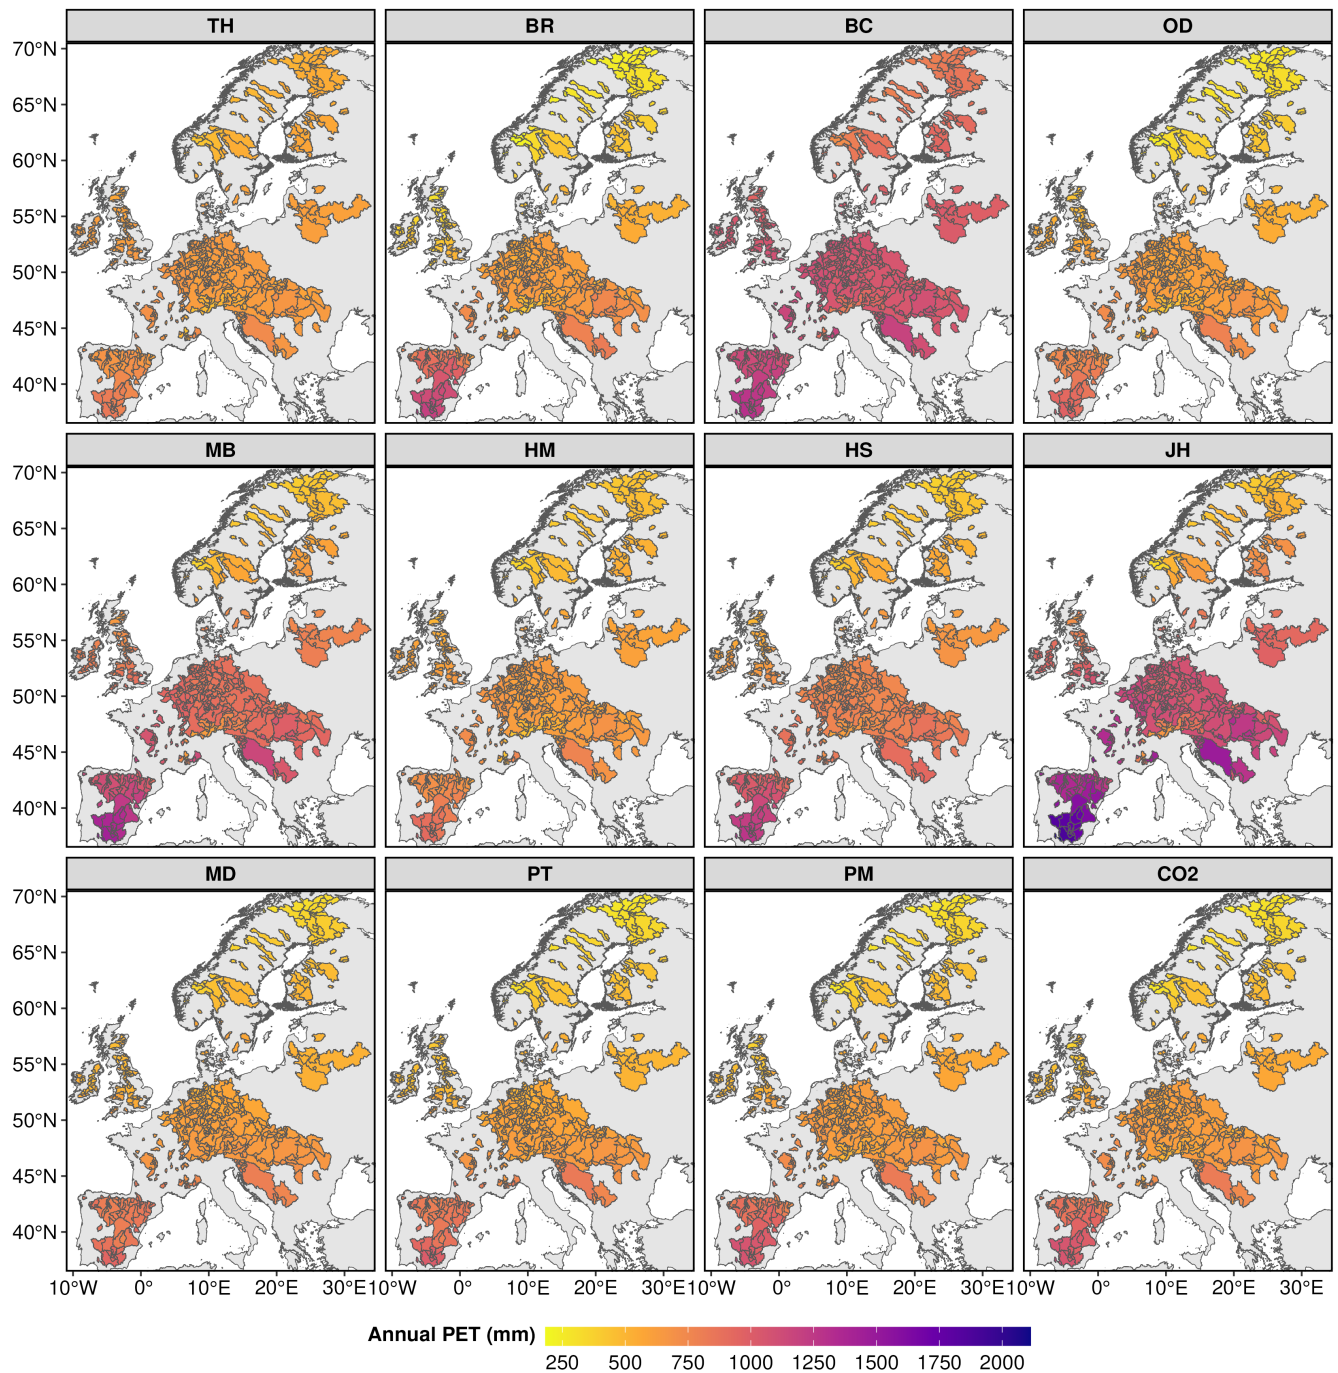 TH BR BC OD
70°N
65°N
60°N
55°N
50°N
45°N
40°N
MB HM HS JH
70°N
65°N
60°N
55°N
50°N
45°N
40°N
MD PT PM CO2
70°N
65°N
60°N
55°N
50°N
45°N
40°N
10°W 0° 10°E 20°E 30°E 10°W 0° 10°E 20°E 30°E 10°W 0° 10°E 20°E 30°E 10°W 0° 10°E 20°E 30°E
Annual PET (mm)
250 500 750 1000 1250 1500 1750 2000